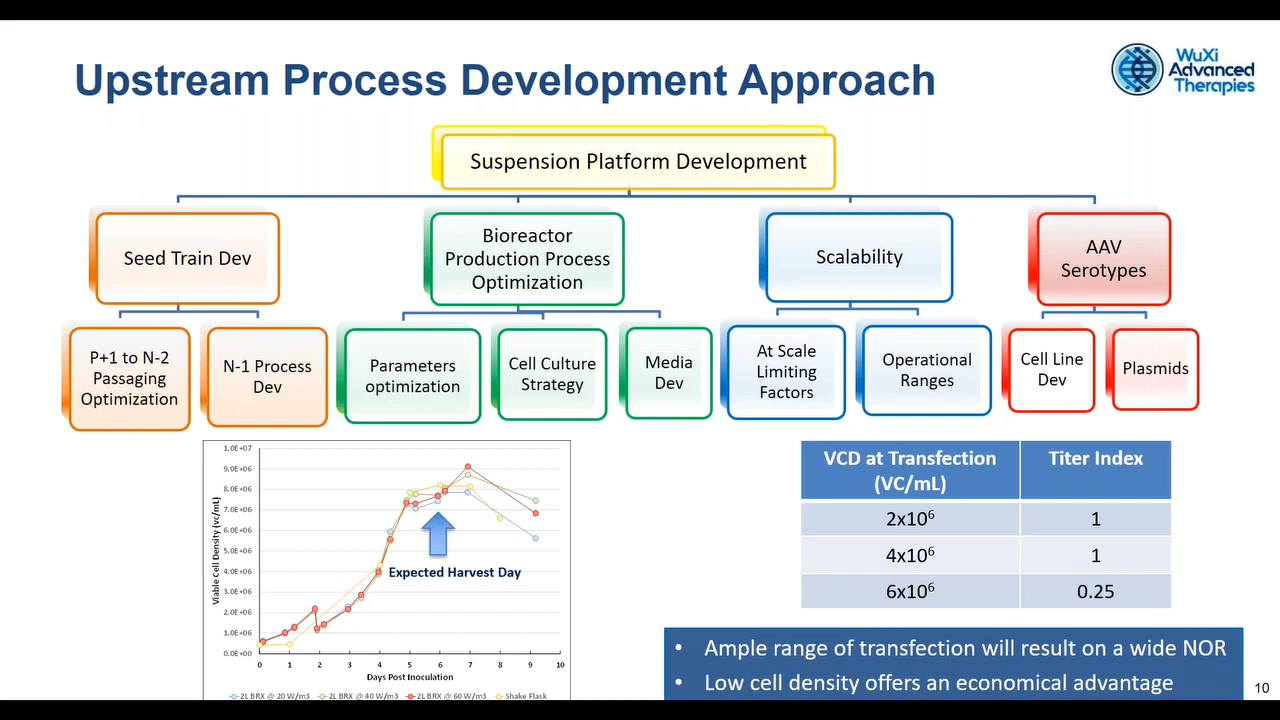 Upstream Process Development Approach
WuXi
Advanced
Therapies
Suspension Platform Development
Seed Train Dev
Bioreactor
Production Process
Optimization
Scalability
AAV
Serotypes
P+1 to N-2
Passaging
Optimization
N-1 Process
Dev
Parameters
optimization
Cell Culture
Strategy
Media
Dev
At Scale
Limiting
Factors
Operational
Ranges
Cell Line
Dev
Plasmids
Viable Cell Density (vc/mL)
1.0E+07
9.0E+06
8.0E+06
7.0E+06
6.0E+06
5.0E+06
4.0E+06
3.0E+06
2.0E+06
1.0E+06
0.0E+00
Expected Harvest Day
0 1 2 3 4 5 6 7 8 9 10
Days Post Inoculation
2L BRX @ 20 W/m3 2L BRX @ 40 W/m3 2L BRX @ 60 W/m3 Shake Flask
VCD at Transfection
(VC/mL)
Titer Index
2x10⁶ 1
4x10⁶ 1
6x10⁶ 0.25
• Ample range of transfection will result on a wide NOR
• Low cell density offers an economical advantage
10